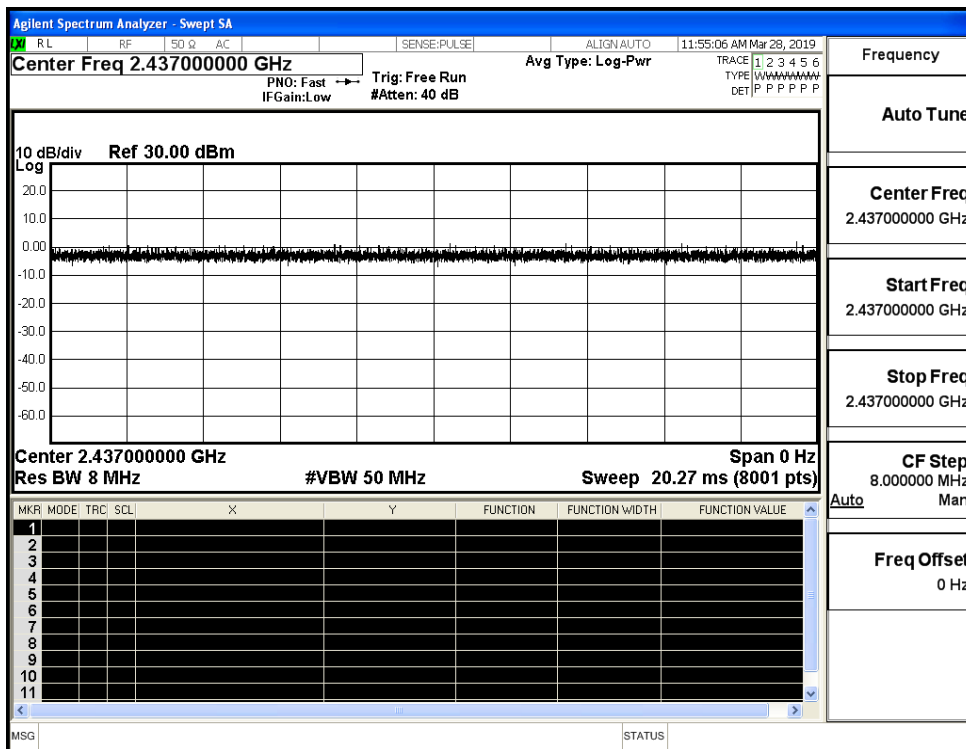 Agilent Spectrum Analyzer - Swept SA
LXI RL RF 50 Ω AC SENSE:PULSE ALIGN AUTO 11:55:06 AM Mar 28, 2019
Center Freq 2.437000000 GHz
PNO: Fast
IFGain:Low
Trig: Free Run
#Atten: 40 dB
Avg Type: Log-Pwr
TRACE 1 2 3 4 5 6
TYPE WWWWWW
DET P P P P P P
10 dB/div Ref 30.00 dBm
Log
20.0
10.0
0.00
-10.0
-20.0
-30.0
-40.0
-50.0
-60.0
Center 2.437000000 GHz Span 0 Hz
Res BW 8 MHz #VBW 50 MHz Sweep 20.27 ms (8001 pts)
MKR MODE TRC SCL X Y FUNCTION FUNCTION WIDTH FUNCTION VALUE
1
2
3
4
5
6
7
8
9
10
11
MSG STATUS
Frequency
Auto Tune
Center Freq
2.437000000 GHz
Start Freq
2.437000000 GHz
Stop Freq
2.437000000 GHz
CF Step
8.000000 MHz
Auto Man
Freq Offset
0 Hz